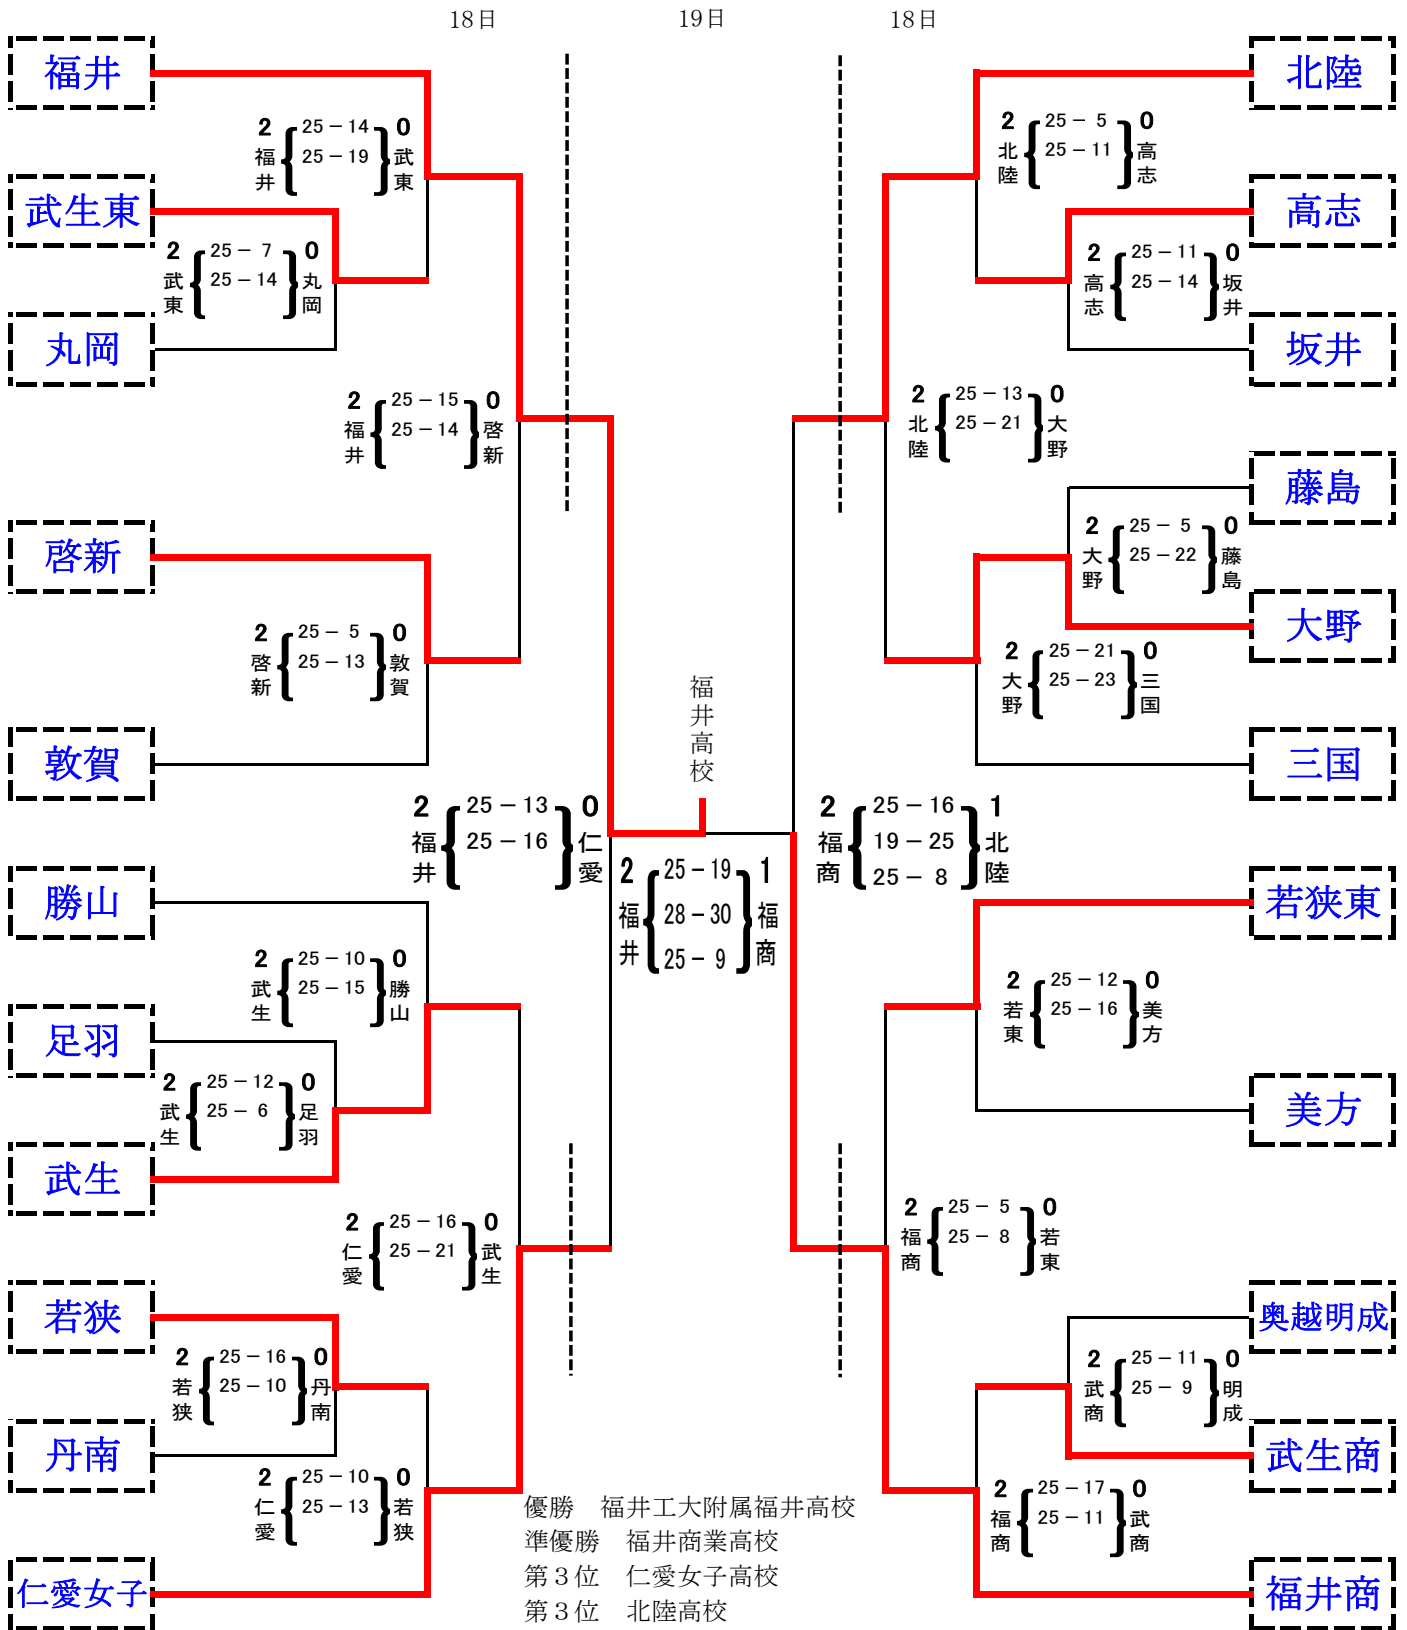 18日
19日
18日
福井
武生東
丸岡
啓新
敦賀
勝山
足羽
武生
若狭
丹南
仁愛女子
2 福井 25－14 0 武東
25－19
2 武東 25－ 7 0 丸岡
25－14
2 福井 25－15 0 啓新
25－14
2 啓新 25－ 5 0 敦賀
25－13
2 福井 25－13 0 仁愛
25－16
2 武生 25－10 0 勝山
25－15
2 武生 25－12 0 足羽
25－ 6
2 仁愛 25－16 0 武生
25－21
2 若狭 25－16 0 丹南
25－10
2 仁愛 25－10 0 若狭
25－13
福井高校
2 福井 25－19 1 福商
28－30
25－ 9
北陸
高志
坂井
藤島
大野
三国
若狭東
美方
奥越明成
武生商
福井商
2 北陸 25－ 5 0 高志
25－11
2 高志 25－11 0 坂井
25－14
2 北陸 25－13 0 大野
25－21
2 大野 25－ 5 0 藤島
25－22
2 大野 25－21 0 三国
25－23
2 福商 25－16 1 北陸
19－25
25－ 8
2 若東 25－12 0 美方
25－16
2 福商 25－ 5 0 若東
25－ 8
2 武商 25－11 0 明成
25－ 9
2 福商 25－17 0 武商
25－11
優勝　福井工大附属福井高校
準優勝　福井商業高校
第３位　仁愛女子高校
第３位　北陸高校